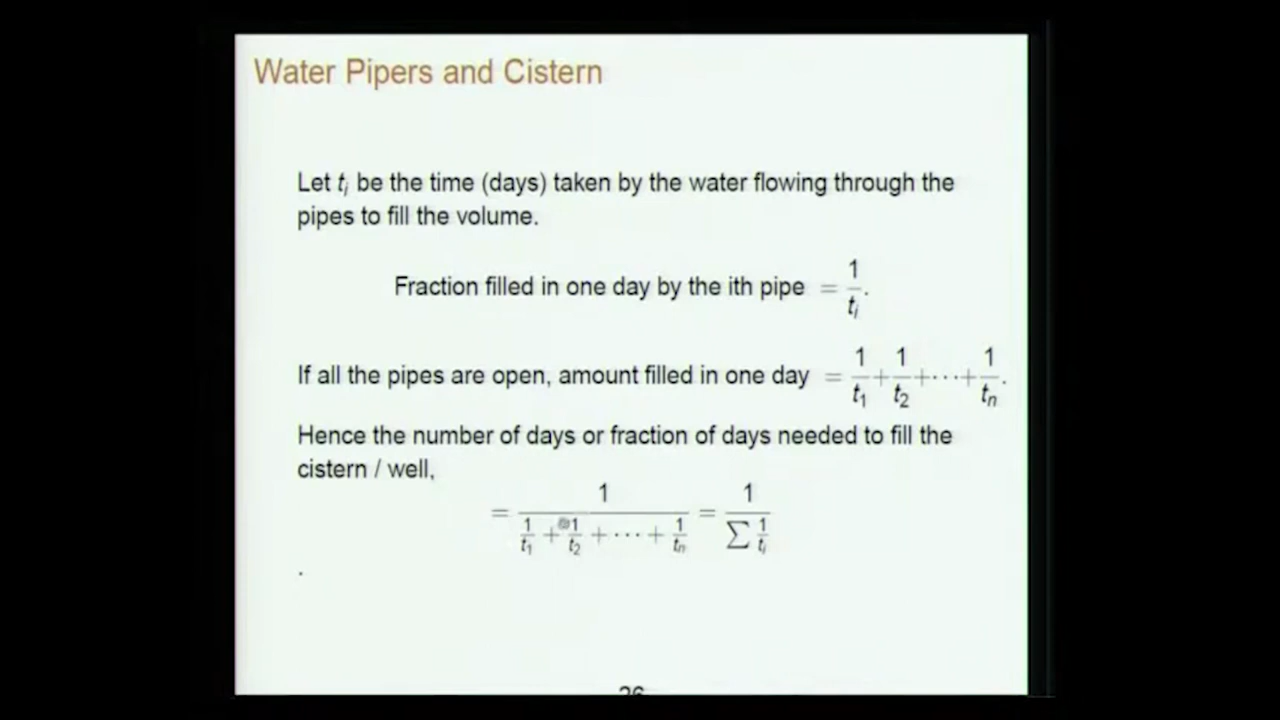 Water Pipers and Cistern
Let tᵢ be the time (days) taken by the water flowing through the
pipes to fill the volume.
Fraction filled in one day by the ith pipe = 1/tᵢ.
If all the pipes are open, amount filled in one day = 1/t₁ + 1/t₂ + ⋯ + 1/tₙ.
Hence the number of days or fraction of days needed to fill the
cistern / well,
= 1/(1/t₁ + 1/t₂ + ⋯ + 1/tₙ) = 1/(∑ 1/tᵢ)
.
26